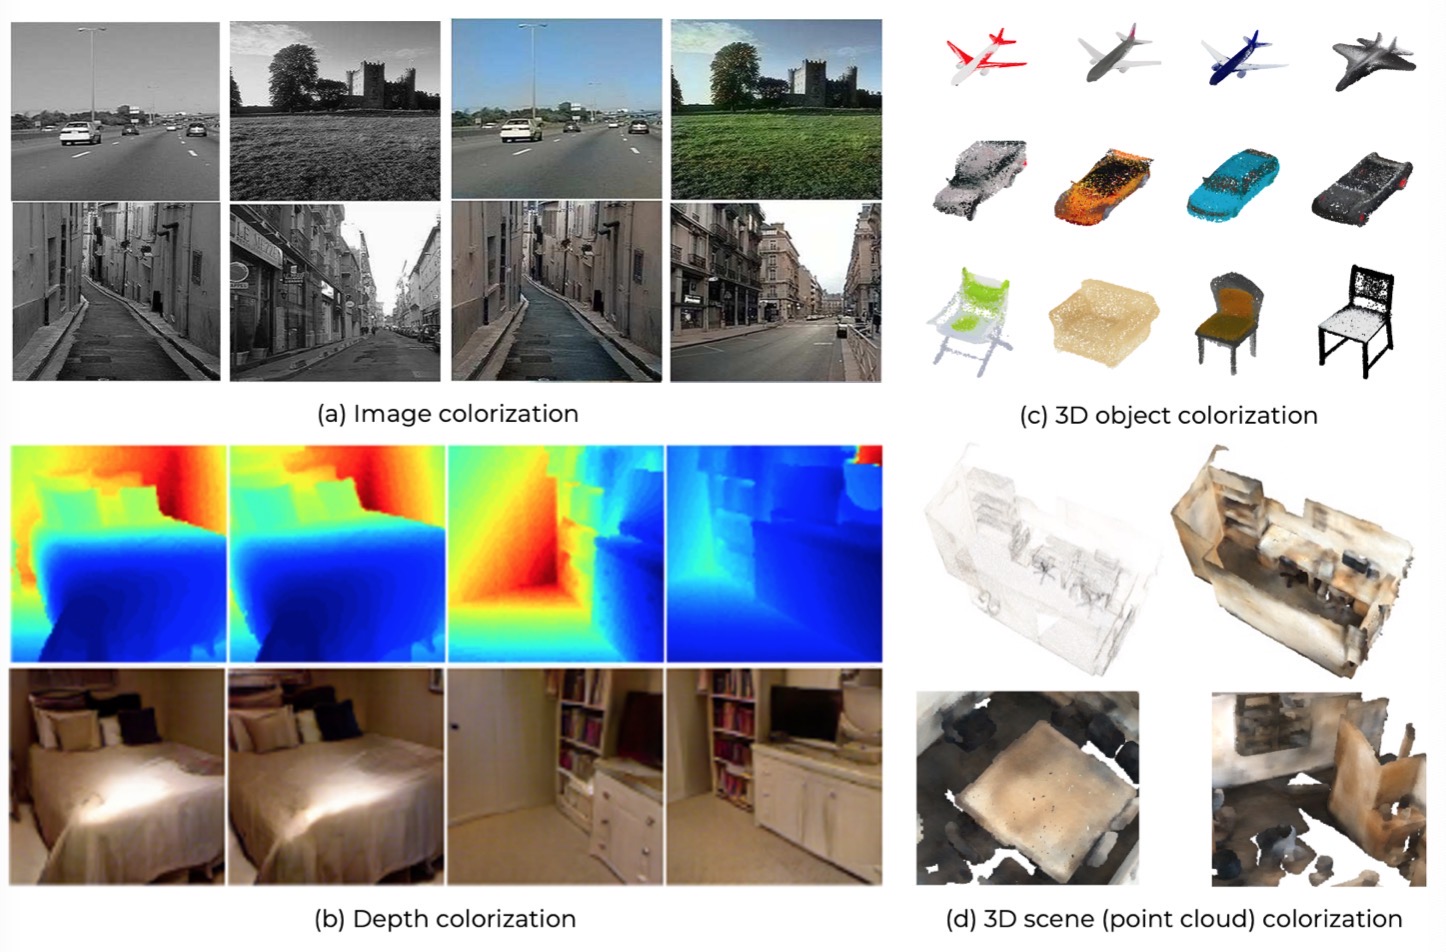 (a) Image colorization
(c) 3D object colorization
(b) Depth colorization
(d) 3D scene (point cloud) colorization